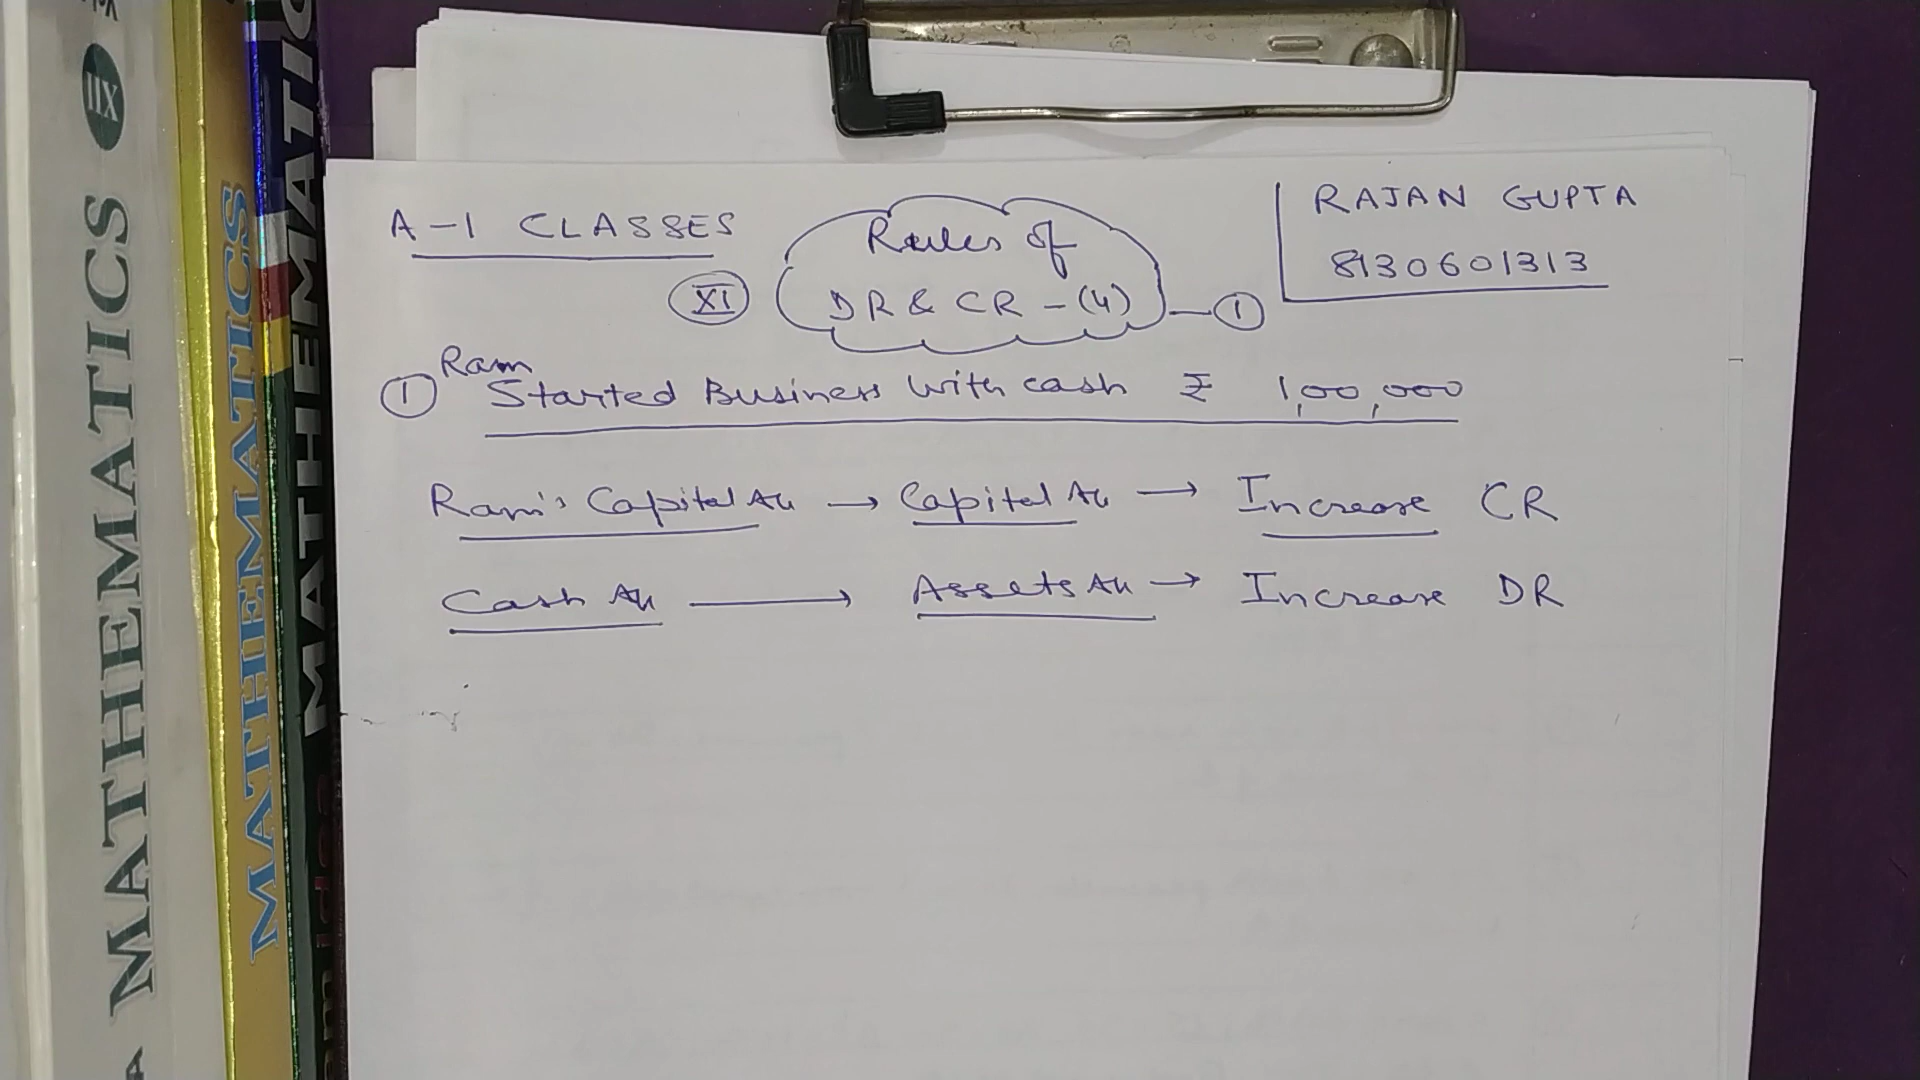 A-1 CLASSES
XI
Rules of
DR & CR - (4) - 1
RAJAN GUPTA
8130601313
① Ram Started Business with cash ₹ 1,00,000
Ram's Capital A/c → Capital A/c → Increase CR
Cash A/c → Assets A/c → Increase DR
MATHEMATICS XII
MATHEMATICS
MATHEMATIC